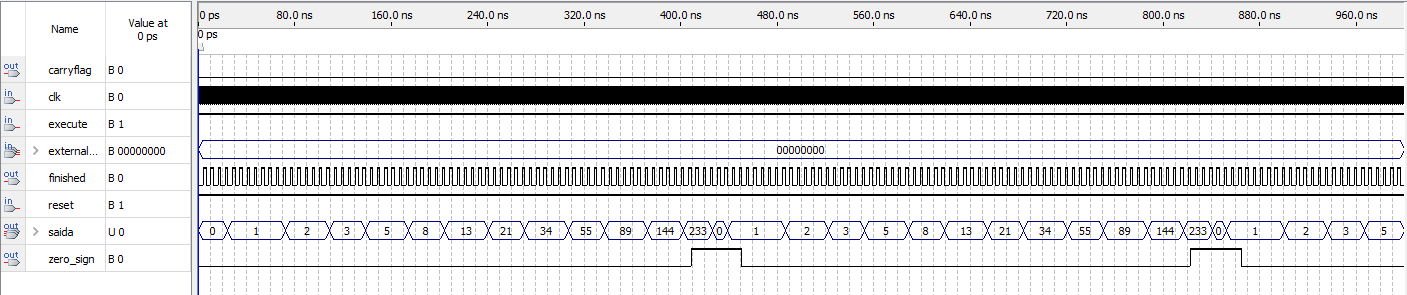 Name
Value at
0 ps
0 ps 80.0 ns 160.0 ns 240.0 ns 320.0 ns 400.0 ns 480.0 ns 560.0 ns 640.0 ns 720.0 ns 800.0 ns 880.0 ns 960.0 ns
0 ps
out carryflag B 0
in clk B 0
in execute B 1
in external... B 00000000 00000000
out finished B 0
in reset B 1
out saida U 0 0 1 2 3 5 8 13 21 34 55 89 144 233 0 1 2 3 5 8 13 21 34 55 89 144 233 0 1 2 3 5
out zero_sign B 0